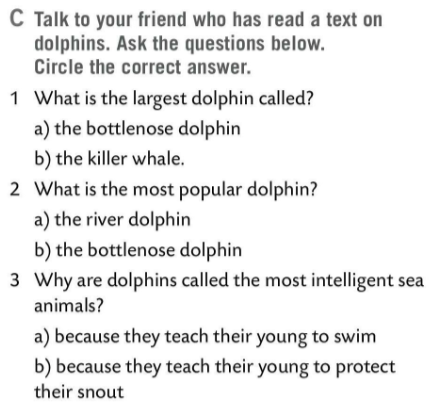 C Talk to your friend who has read a text on
dolphins. Ask the questions below.
Circle the correct answer.
1 What is the largest dolphin called?
a) the bottlenose dolphin
b) the killer whale.
2 What is the most popular dolphin?
a) the river dolphin
b) the bottlenose dolphin
3 Why are dolphins called the most intelligent sea
animals?
a) because they teach their young to swim
b) because they teach their young to protect
their snout